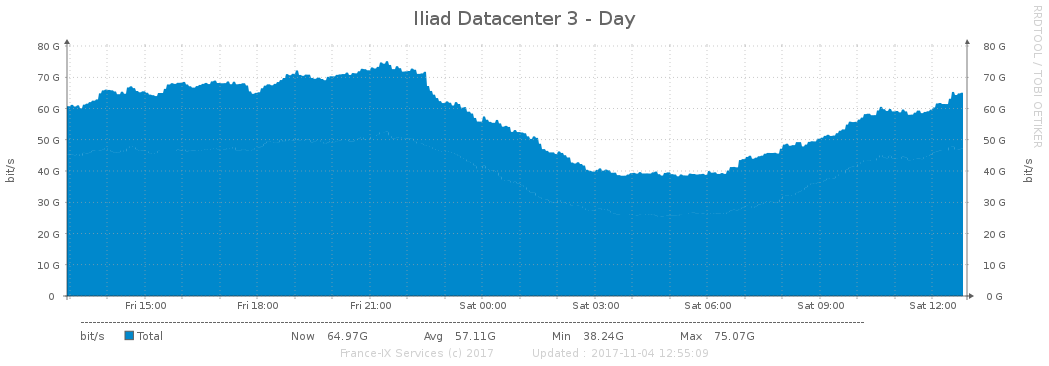 Iliad Datacenter 3 - Day
RRDTOOL / TOBI OETIKER
80 G 80 G
70 G 70 G
60 G 60 G
50 G 50 G
40 G 40 G
30 G 30 G
20 G 20 G
10 G 10 G
0 0 G
bit/s bit/s
Fri 15:00 Fri 18:00 Fri 21:00 Sat 00:00 Sat 03:00 Sat 06:00 Sat 09:00 Sat 12:00
bit/s Total Now 64.97G Avg 57.11G Min 38.24G Max 75.07G
France-IX Services (c) 2017 Updated : 2017-11-04 12:55:09